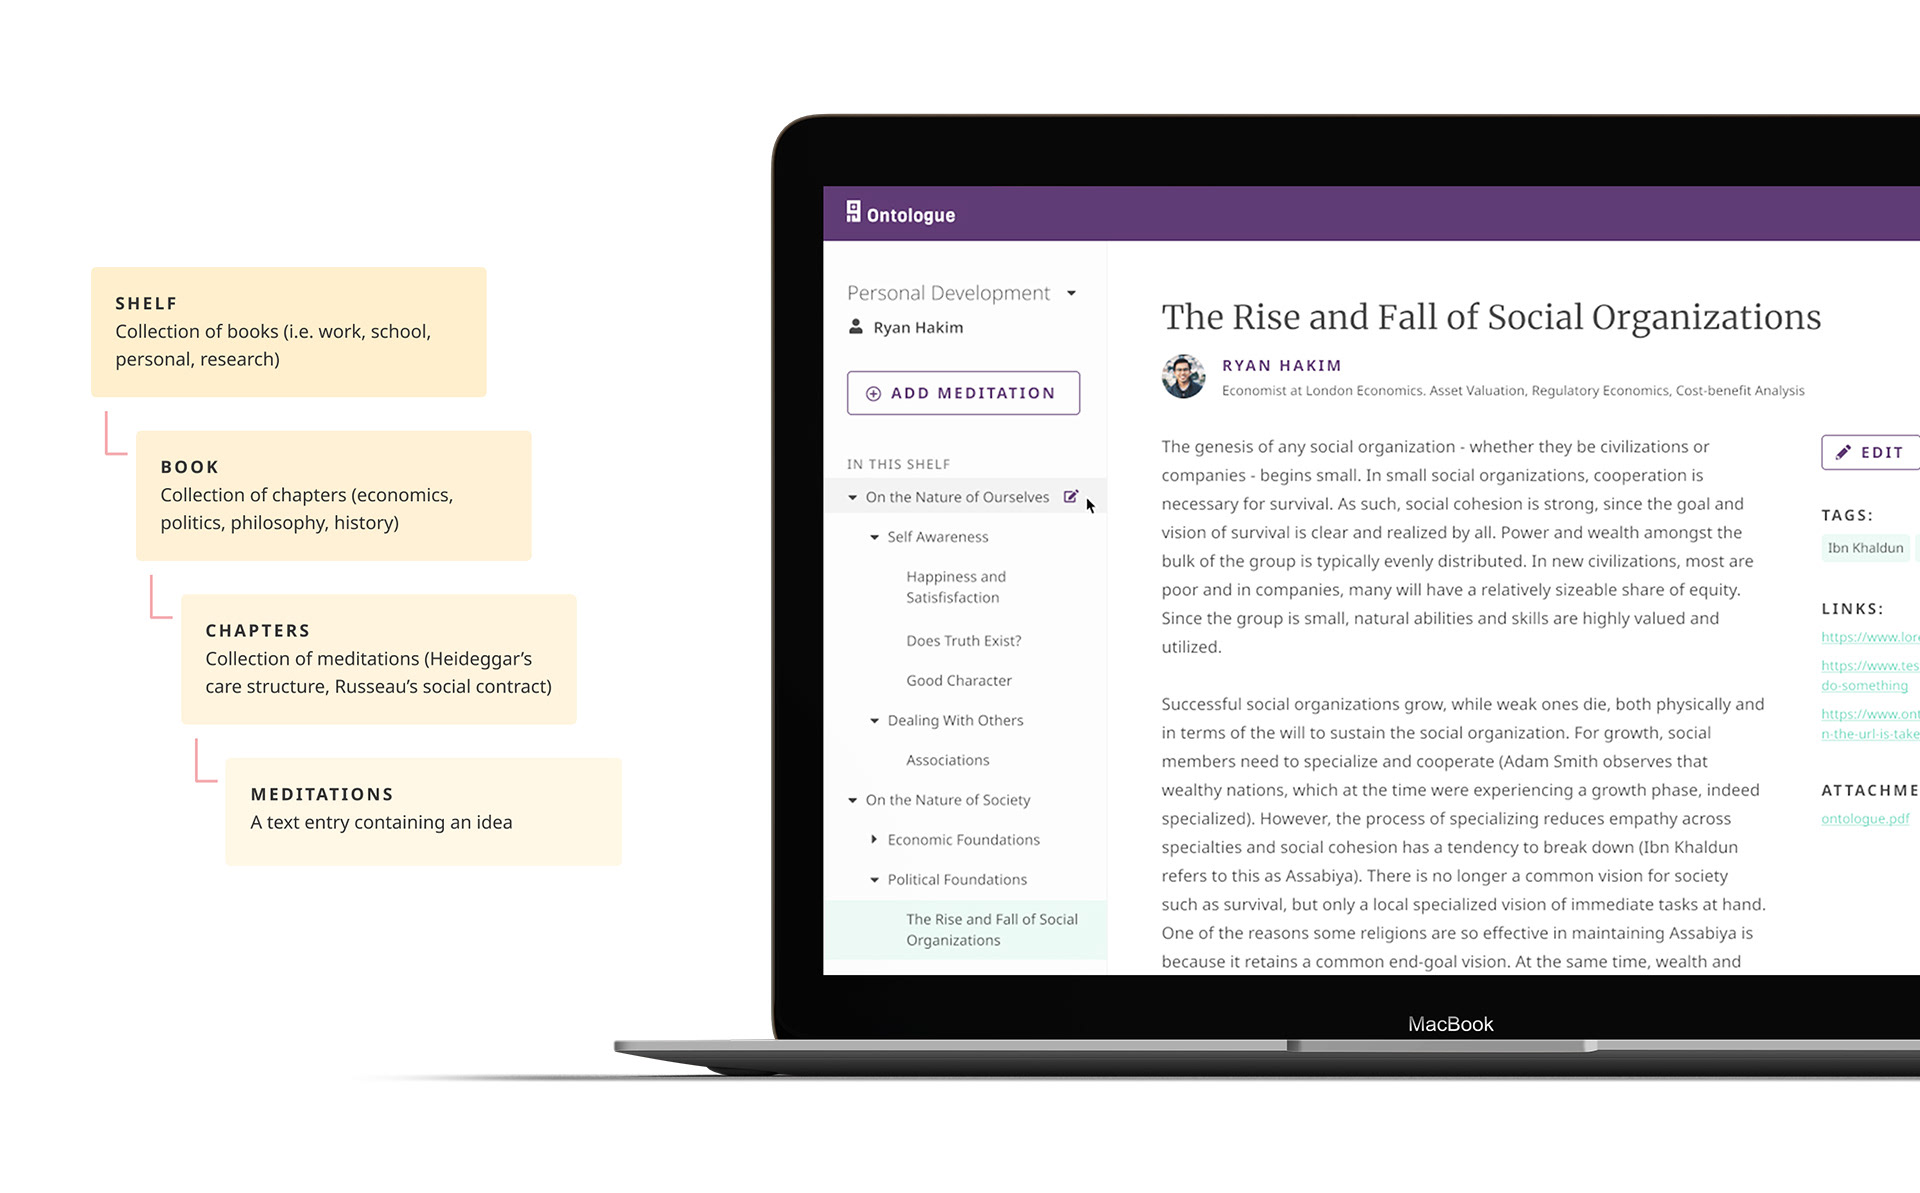 SHELF
Collection of books (i.e. work, school,
personal, research)
BOOK
Collection of chapters (economics,
politics, philosophy, history)
CHAPTERS
Collection of meditations (Heideggar’s
care structure, Russeau’s social contract)
MEDITATIONS
A text entry containing an idea
Ontologue
Personal Development
Ryan Hakim
ADD MEDITATION
IN THIS SHELF
On the Nature of Ourselves
Self Awareness
Happiness and
Satisfisfaction
Does Truth Exist?
Good Character
Dealing With Others
Associations
On the Nature of Society
Economic Foundations
Political Foundations
The Rise and Fall of Social
Organizations
The Rise and Fall of Social Organizations
RYAN HAKIM
Economist at London Economics. Asset Valuation, Regulatory Economics, Cost-benefit Analysis
The genesis of any social organization - whether they be civilizations or
companies - begins small. In small social organizations, cooperation is
necessary for survival. As such, social cohesion is strong, since the goal and
vision of survival is clear and realized by all. Power and wealth amongst the
bulk of the group is typically evenly distributed. In new civilizations, most are
poor and in companies, many will have a relatively sizeable share of equity.
Since the group is small, natural abilities and skills are highly valued and
utilized.
Successful social organizations grow, while weak ones die, both physically and
in terms of the will to sustain the social organization. For growth, social
members need to specialize and cooperate (Adam Smith observes that
wealthy nations, which at the time were experiencing a growth phase, indeed
specialized). However, the process of specializing reduces empathy across
specialties and social cohesion has a tendency to break down (Ibn Khaldun
refers to this as Assabiya). There is no longer a common vision for society
such as survival, but only a local specialized vision of immediate tasks at hand.
One of the reasons some religions are so effective in maintaining Assabiya is
because it retains a common end-goal vision. At the same time, wealth and
EDIT
TAGS:
Ibn Khaldun
LINKS:
https://www.lor
https://www.tes
do-something
https://www.ont
n-the-url-is-take
ATTACHME
ontologue.pdf
MacBook